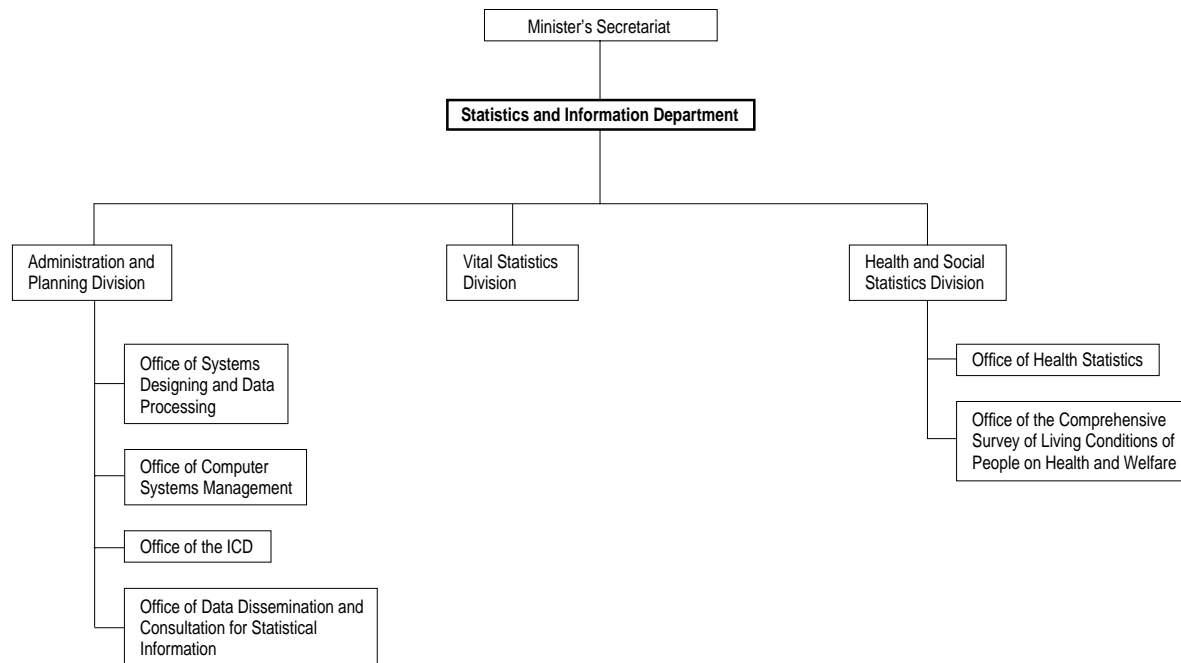 Minister's Secretariat
Statistics and Information Department
Administration and
Planning Division
Vital Statistics
Division
Health and Social
Statistics Division
Office of Systems
Designing and Data
Processing
Office of Computer
Systems Management
Office of the ICD
Office of Data Dissemination and
Consultation for Statistical
Information
Office of Health Statistics
Office of the Comprehensive
Survey of Living Conditions of
People on Health and Welfare